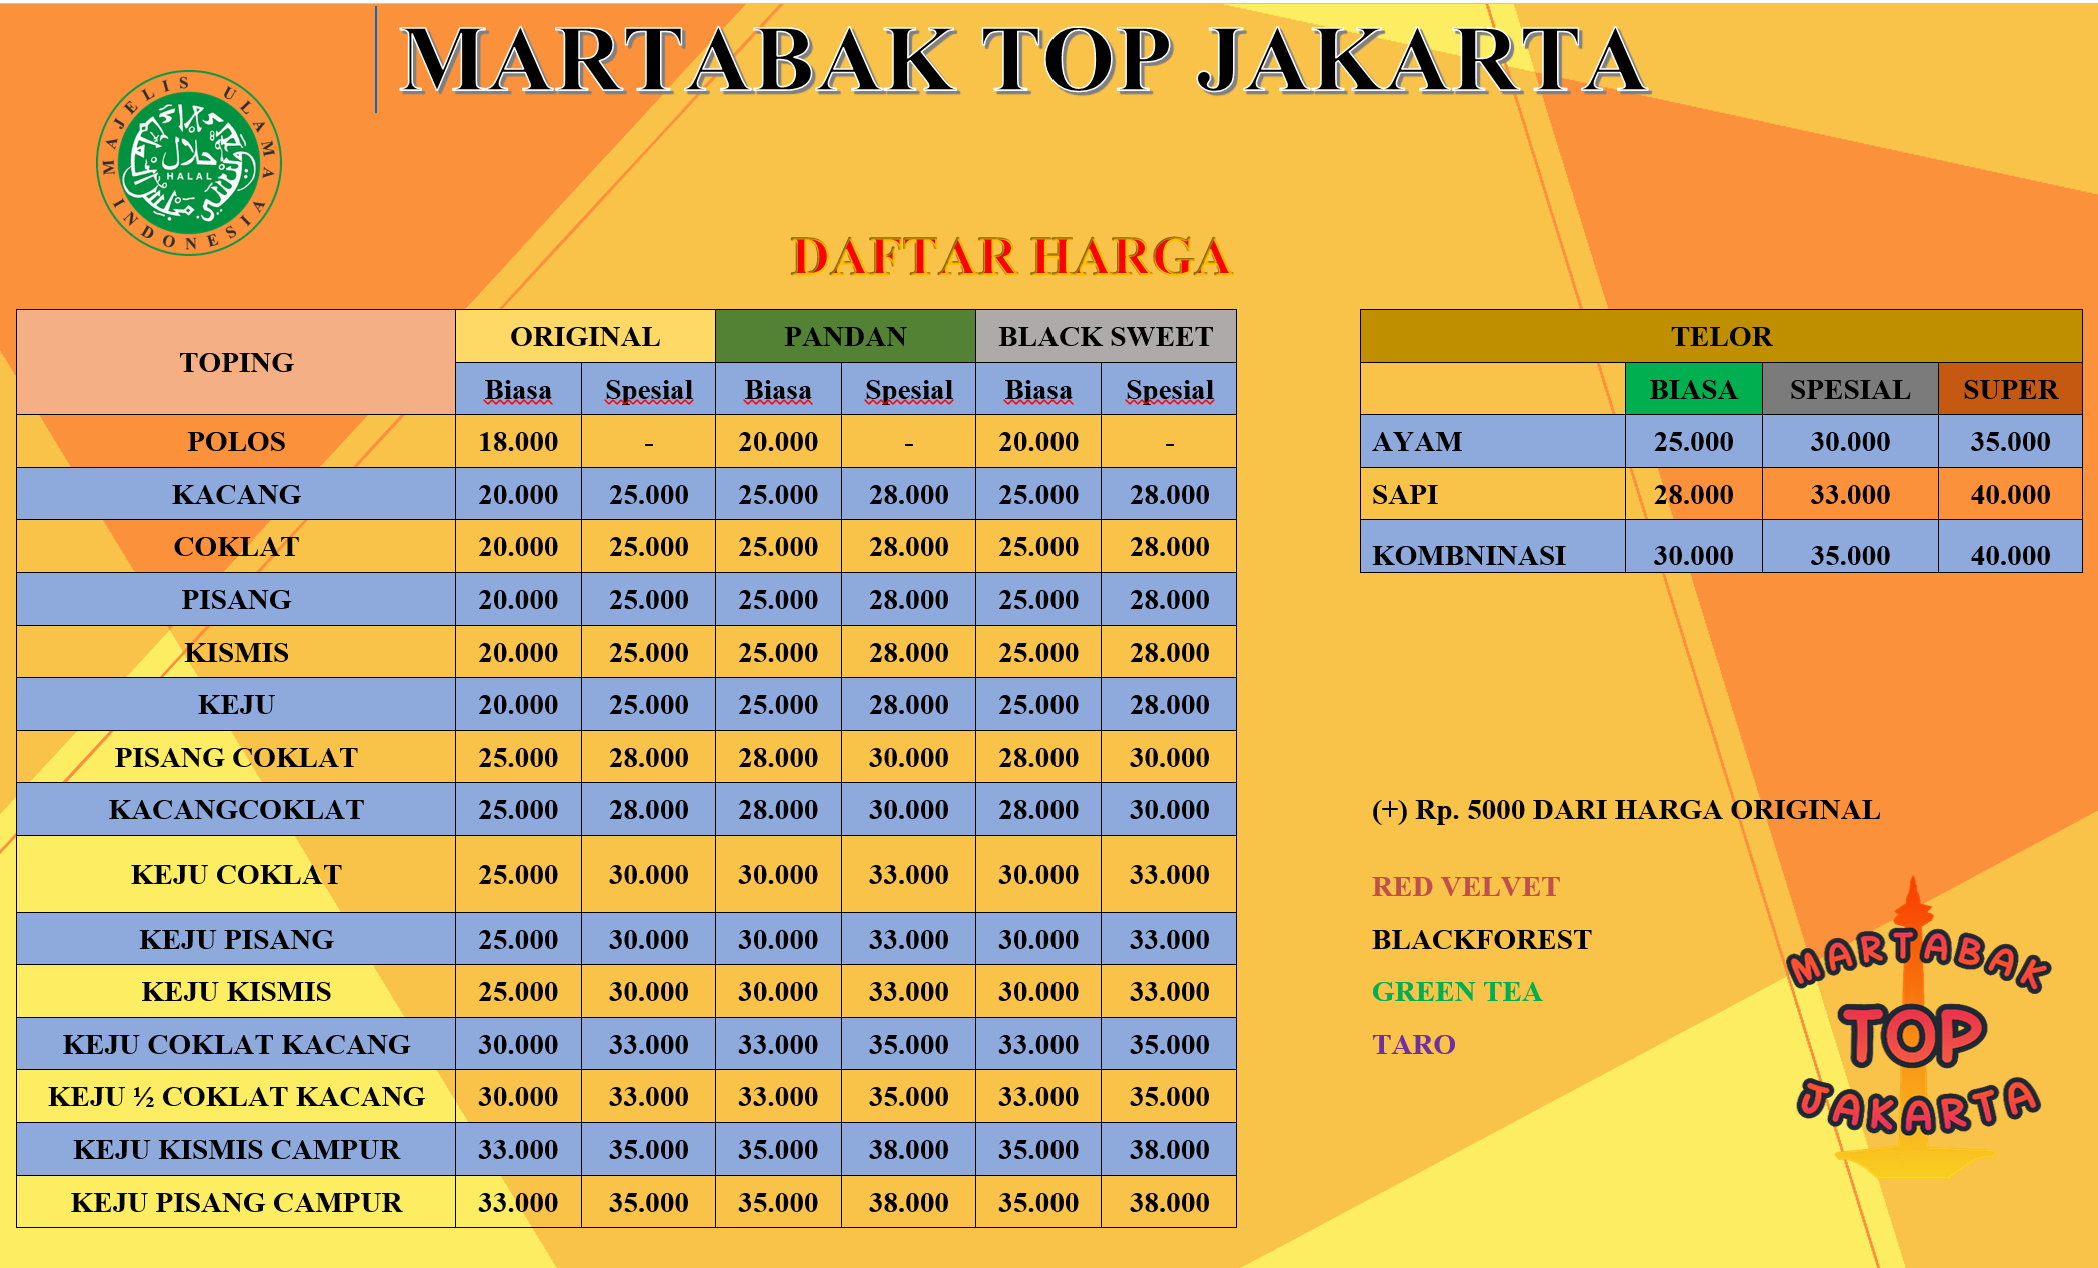 MARTABAK TOP JAKARTA
MAJELIS ULAMA INDONESIA
حلال
HALAL
DAFTAR HARGA
TOPING ORIGINAL PANDAN BLACK SWEET
Biasa Spesial Biasa Spesial Biasa Spesial
POLOS 18.000 - 20.000 - 20.000 -
KACANG 20.000 25.000 25.000 28.000 25.000 28.000
COKLAT 20.000 25.000 25.000 28.000 25.000 28.000
PISANG 20.000 25.000 25.000 28.000 25.000 28.000
KISMIS 20.000 25.000 25.000 28.000 25.000 28.000
KEJU 20.000 25.000 25.000 28.000 25.000 28.000
PISANG COKLAT 25.000 28.000 28.000 30.000 28.000 30.000
KACANGCOKLAT 25.000 28.000 28.000 30.000 28.000 30.000
KEJU COKLAT 25.000 30.000 30.000 33.000 30.000 33.000
KEJU PISANG 25.000 30.000 30.000 33.000 30.000 33.000
KEJU KISMIS 25.000 30.000 30.000 33.000 30.000 33.000
KEJU COKLAT KACANG 30.000 33.000 33.000 35.000 33.000 35.000
KEJU ½ COKLAT KACANG 30.000 33.000 33.000 35.000 33.000 35.000
KEJU KISMIS CAMPUR 33.000 35.000 35.000 38.000 35.000 38.000
KEJU PISANG CAMPUR 33.000 35.000 35.000 38.000 35.000 38.000
TELOR
BIASA SPESIAL SUPER
AYAM 25.000 30.000 35.000
SAPI 28.000 33.000 40.000
KOMBNINASI 30.000 35.000 40.000
(+) Rp. 5000 DARI HARGA ORIGINAL
RED VELVET
BLACKFOREST
GREEN TEA
TARO
MARTABAK
TOP
JAKARTA